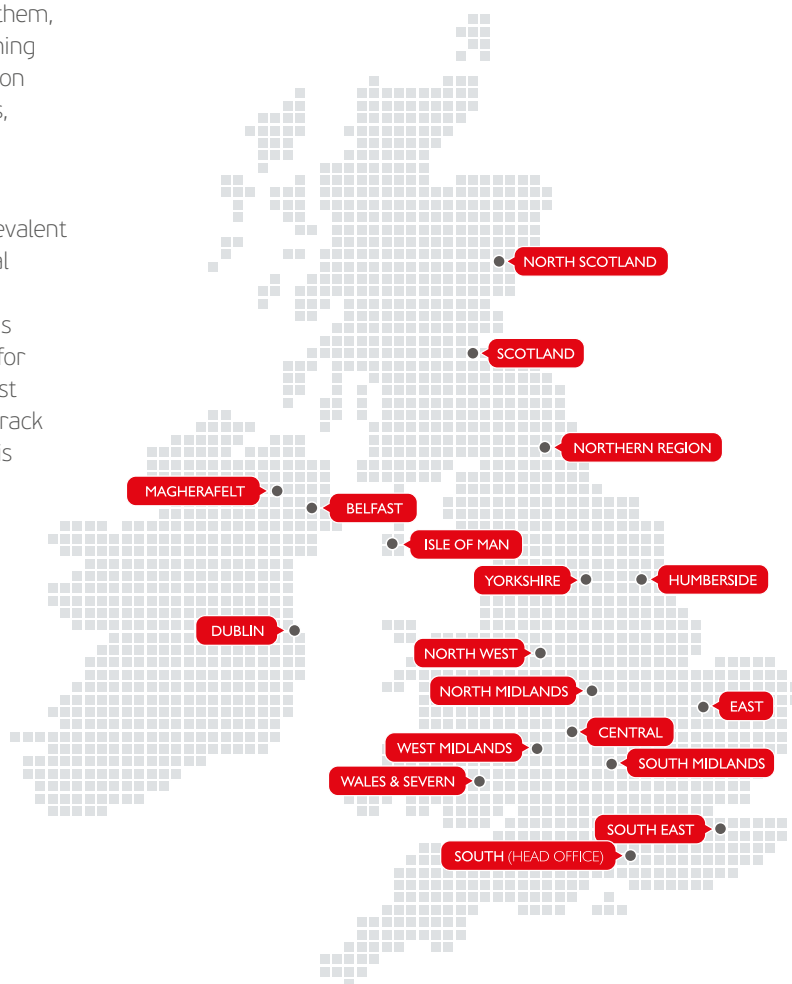 them,
ning
on
s,
evalent
al
s
for
st
rack
is
NORTH SCOTLAND
SCOTLAND
NORTHERN REGION
MAGHERAFELT
BELFAST
ISLE OF MAN
YORKSHIRE
HUMBERSIDE
DUBLIN
NORTH WEST
NORTH MIDLANDS
EAST
CENTRAL
WEST MIDLANDS
SOUTH MIDLANDS
WALES & SEVERN
SOUTH EAST
SOUTH (HEAD OFFICE)